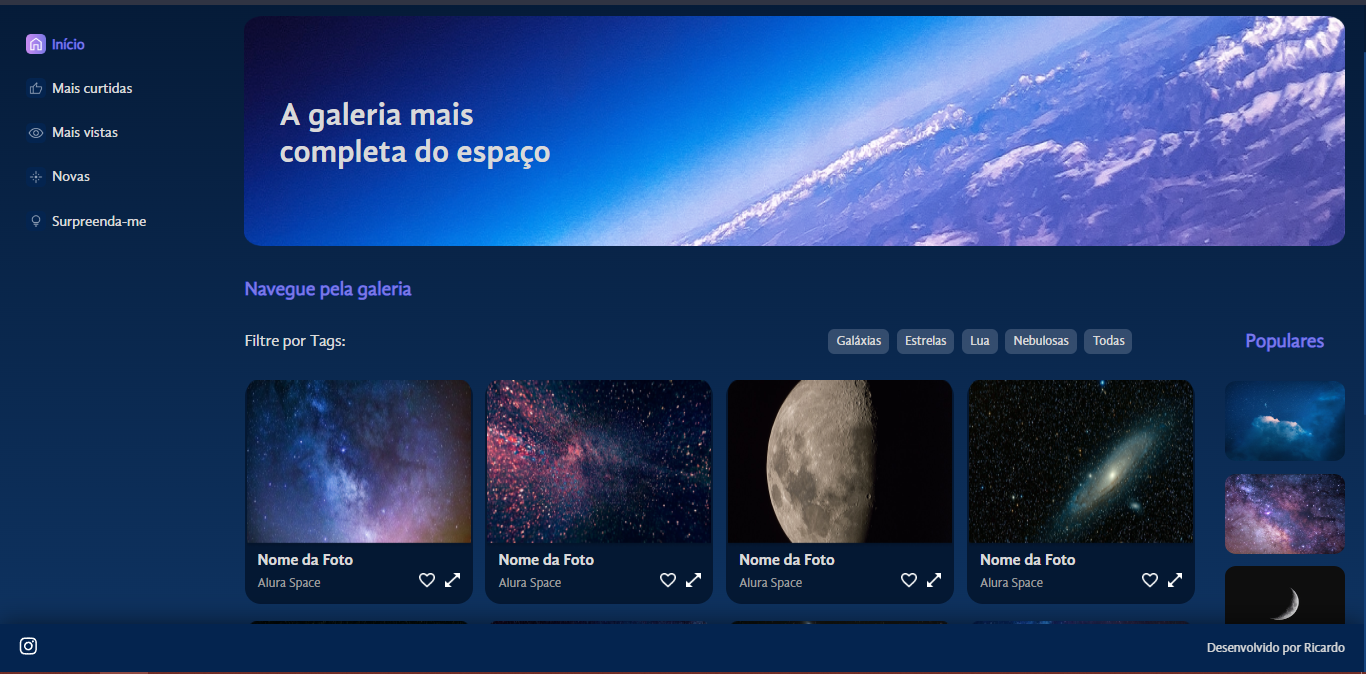 Início
Mais curtidas
Mais vistas
Novas
Surpreenda-me
A galeria mais
completa do espaço
Navegue pela galeria
Filtre por Tags:
Galáxias
Estrelas
Lua
Nebulosas
Todas
Populares
Nome da Foto
Alura Space
Nome da Foto
Alura Space
Nome da Foto
Alura Space
Nome da Foto
Alura Space
Desenvolvido por Ricardo